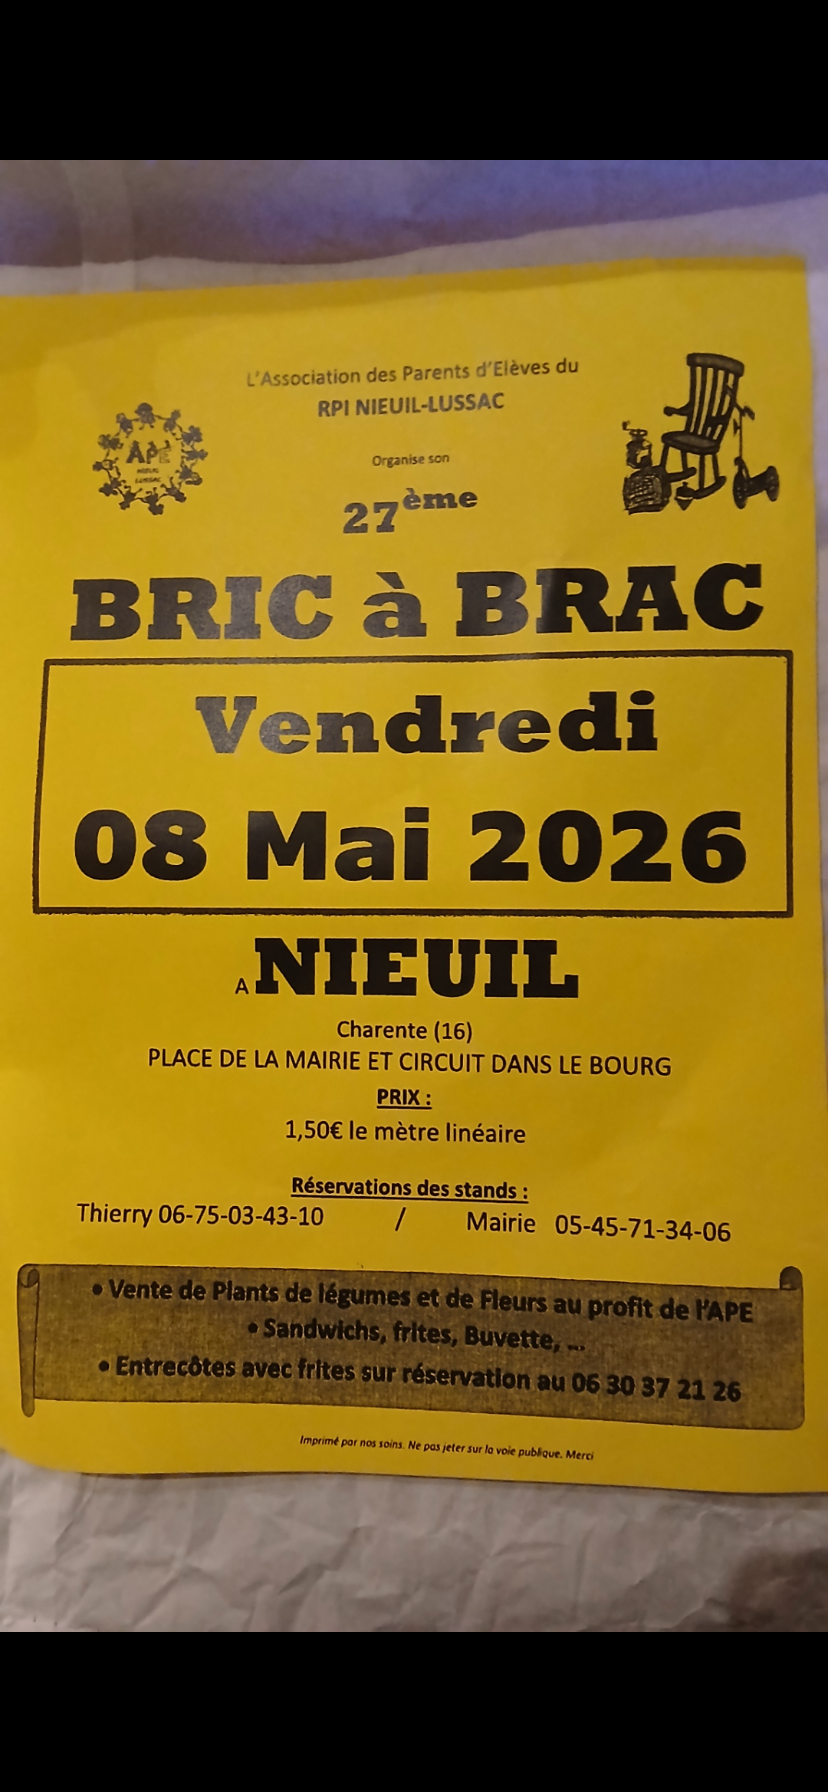 L'Association des Parents d'Elèves du
RPI NIEUIL-LUSSAC
APE
NIEUIL
LUSSAC
Organise son
27ème
BRIC à BRAC
Vendredi
08 Mai 2026
A NIEUIL
Charente (16)
PLACE DE LA MAIRIE ET CIRCUIT DANS LE BOURG
PRIX :
1,50€ le mètre linéaire
Réservations des stands :
Thierry 06-75-03-43-10 / Mairie 05-45-71-34-06
• Vente de Plants de légumes et de Fleurs au profit de l'APE
• Sandwichs, frites, Buvette, ...
• Entrecôtes avec frites sur réservation au 06 30 37 21 26
Imprimé par nos soins. Ne pas jeter sur la voie publique. Merci